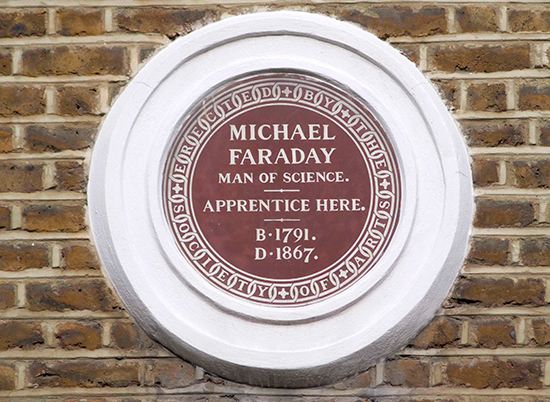 MICHAEL
FARADAY
MAN OF SCIENCE.
APPRENTICE HERE.
B·1791.
D·1867.
ERECTED BY THE
SOCIETY OF ARTS